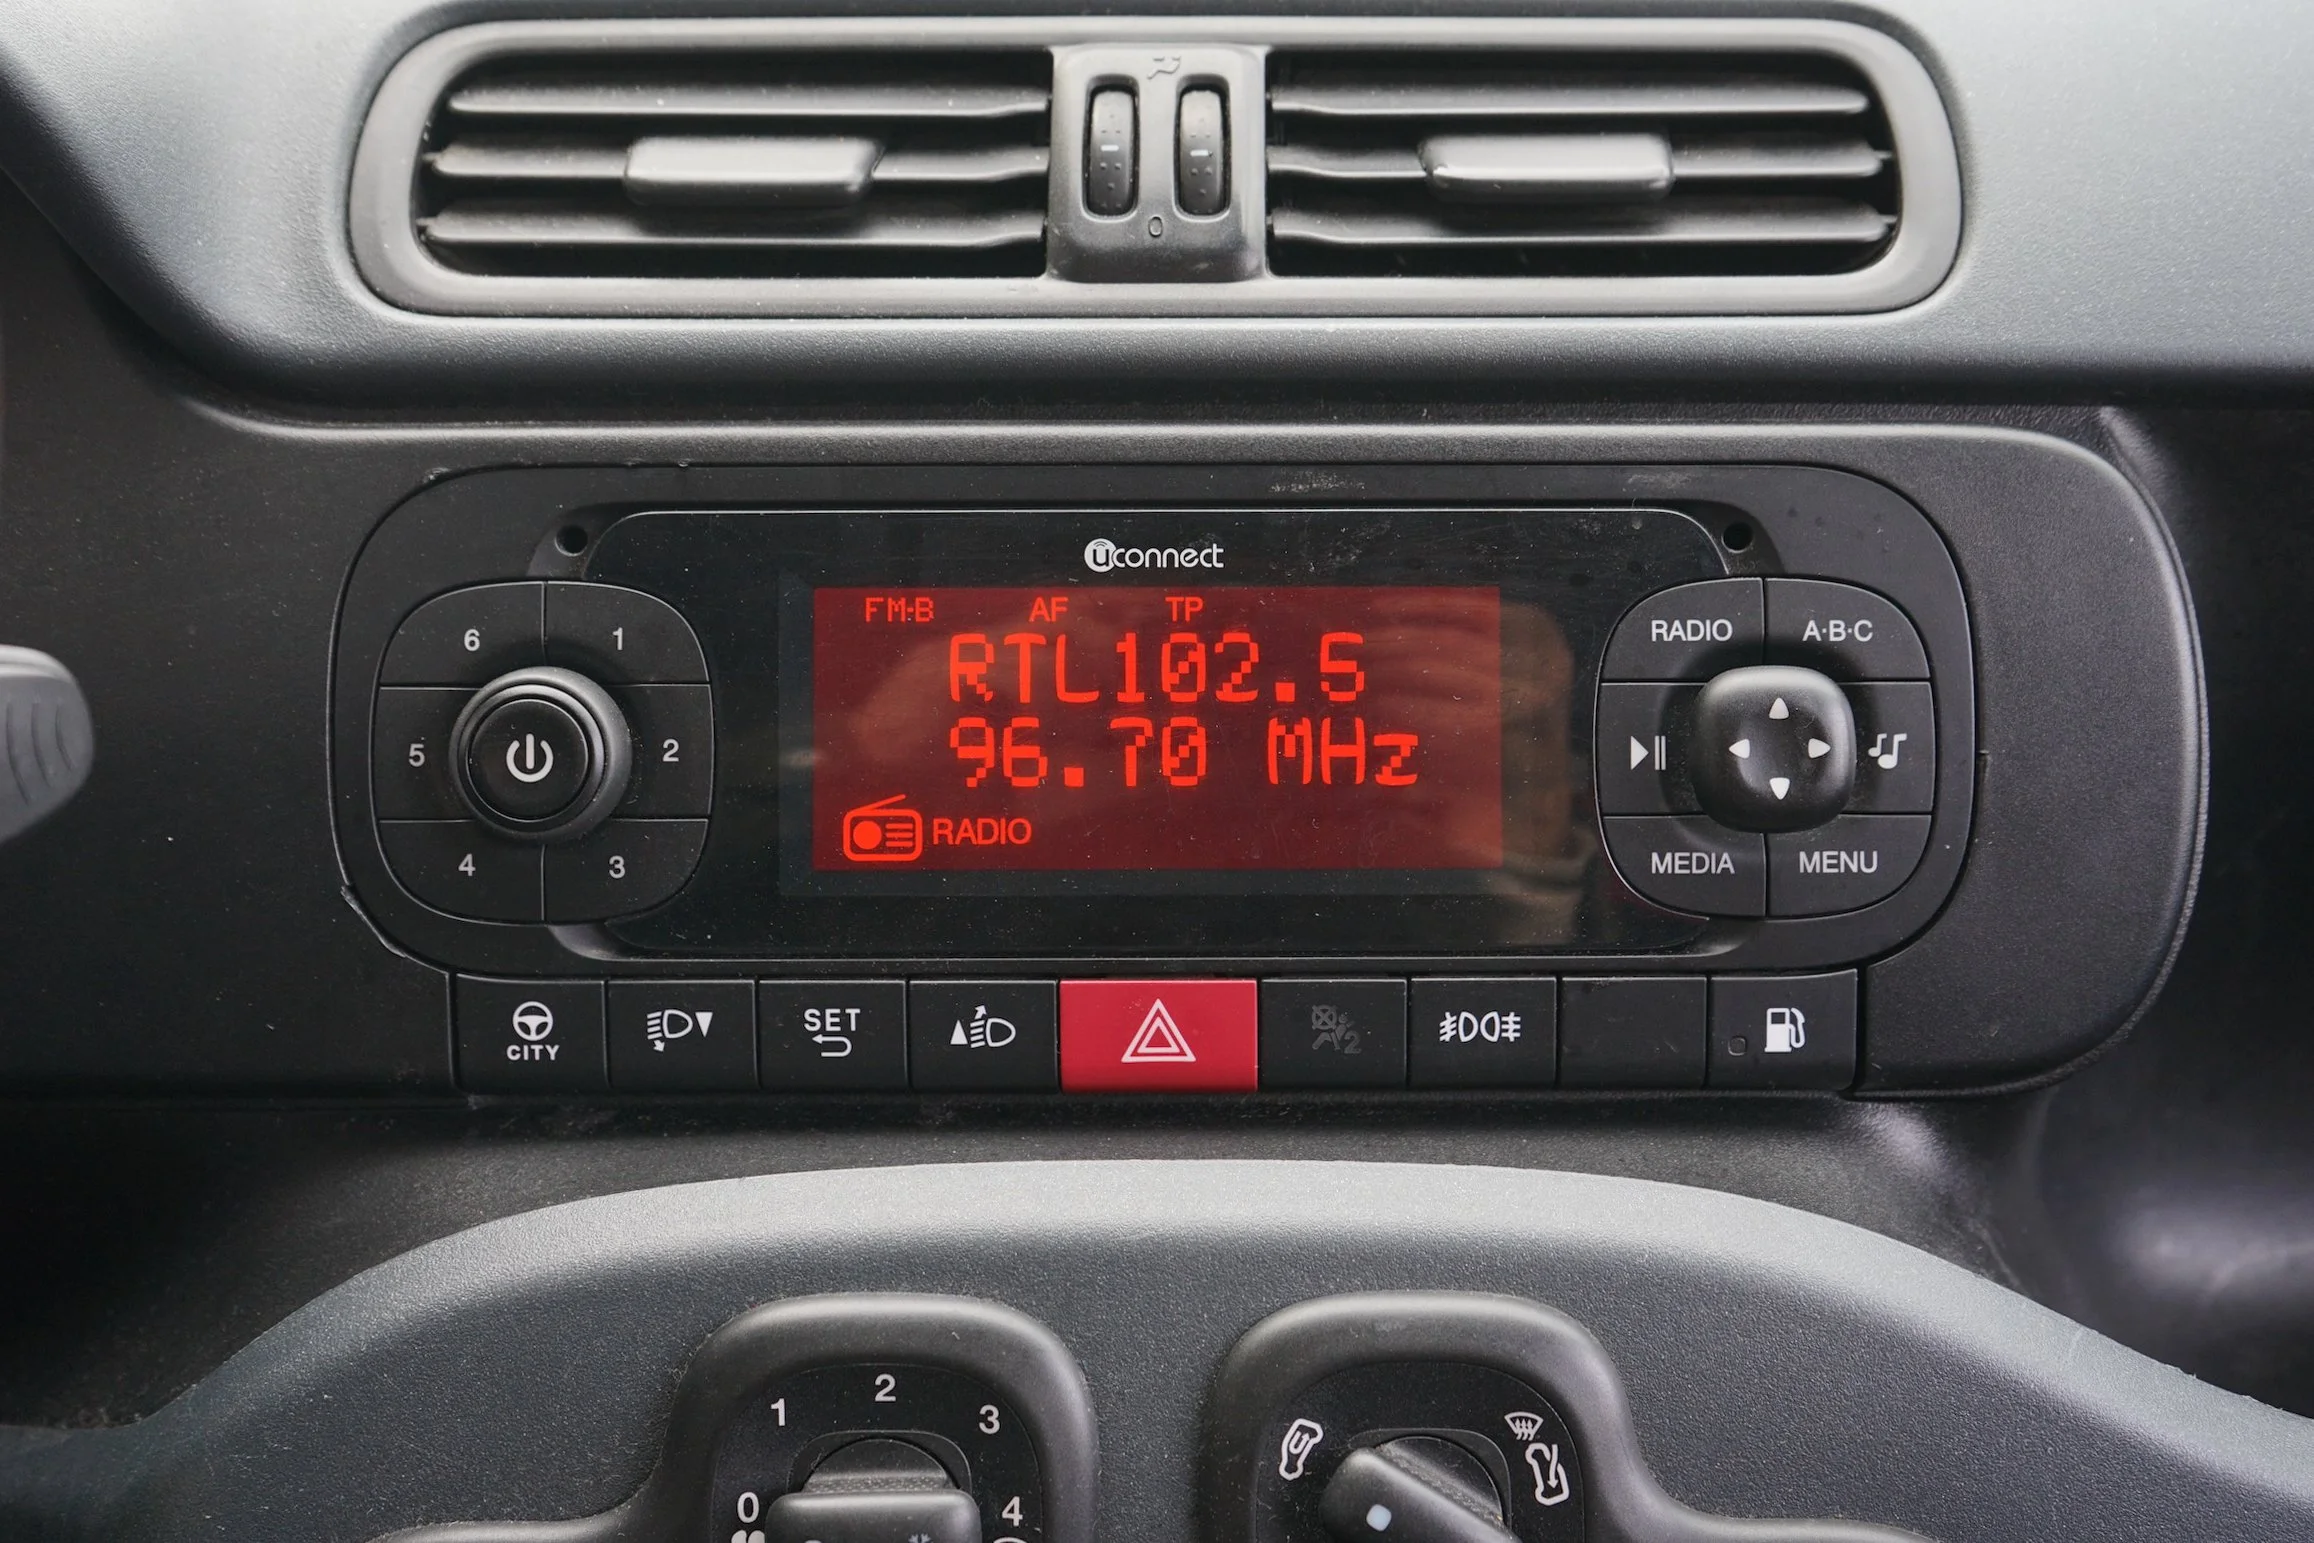 0
uconnect
FM-B AF TP
RTL102.5
96.70 MHz
RADIO
6 1
5 2
4 3
RADIO A·B·C
MEDIA MENU
CITY
SET
2
1 3
0 4